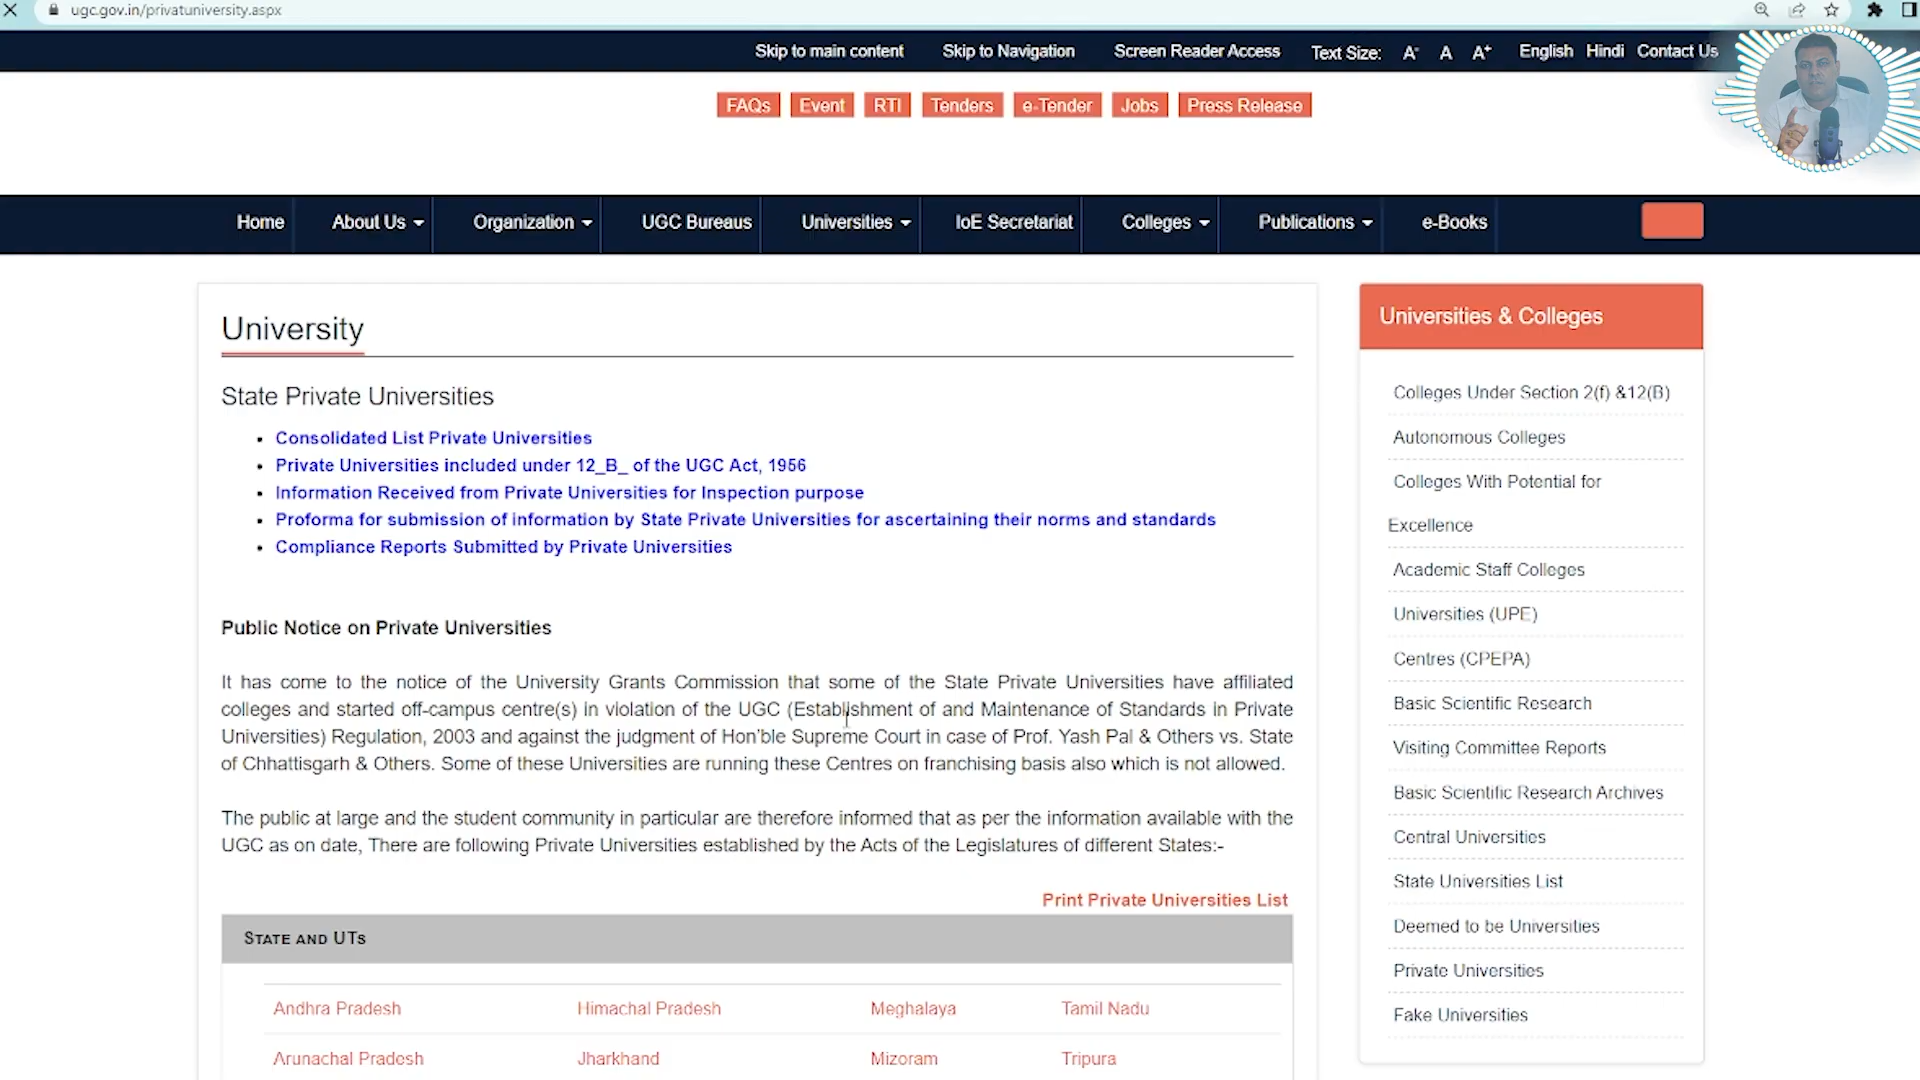 ugc.gov.in/privatuniversity.aspx
Skip to main content Skip to Navigation Screen Reader Access Text Size: A- A A+ English Hindi Contact Us
FAQs Event RTI Tenders e-Tender Jobs Press Release
Home About Us Organization UGC Bureaus Universities IoE Secretariat Colleges Publications e-Books
University
State Private Universities
• Consolidated List Private Universities
• Private Universities included under 12_B_ of the UGC Act, 1956
• Information Received from Private Universities for Inspection purpose
• Proforma for submission of information by State Private Universities for ascertaining their norms and standards
• Compliance Reports Submitted by Private Universities
Public Notice on Private Universities
It has come to the notice of the University Grants Commission that some of the State Private Universities have affiliated
colleges and started off-campus centre(s) in violation of the UGC (Establishment of and Maintenance of Standards in Private
Universities) Regulation, 2003 and against the judgment of Hon'ble Supreme Court in case of Prof. Yash Pal & Others vs. State
of Chhattisgarh & Others. Some of these Universities are running these Centres on franchising basis also which is not allowed.
The public at large and the student community in particular are therefore informed that as per the information available with the
UGC as on date, There are following Private Universities established by the Acts of the Legislatures of different States:-
Print Private Universities List
STATE AND UTS
Andhra Pradesh Himachal Pradesh Meghalaya Tamil Nadu
Arunachal Pradesh Jharkhand Mizoram Tripura
Universities & Colleges
Colleges Under Section 2(f) &12(B)
Autonomous Colleges
Colleges With Potential for
Excellence
Academic Staff Colleges
Universities (UPE)
Centres (CPEPA)
Basic Scientific Research
Visiting Committee Reports
Basic Scientific Research Archives
Central Universities
State Universities List
Deemed to be Universities
Private Universities
Fake Universities